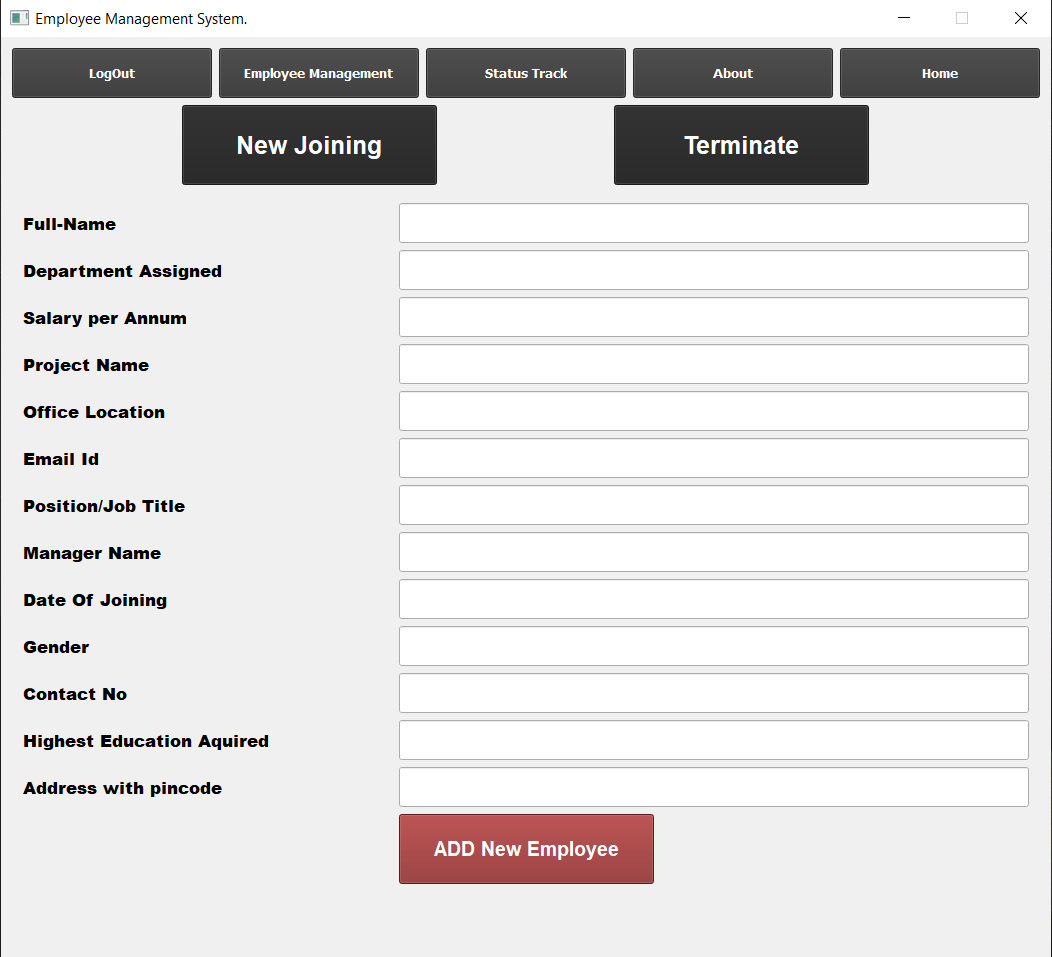 Employee Management System.
LogOut Employee Management Status Track About Home
New Joining Terminate
Full-Name
Department Assigned
Salary per Annum
Project Name
Office Location
Email Id
Position/Job Title
Manager Name
Date Of Joining
Gender
Contact No
Highest Education Aquired
Address with pincode
ADD New Employee